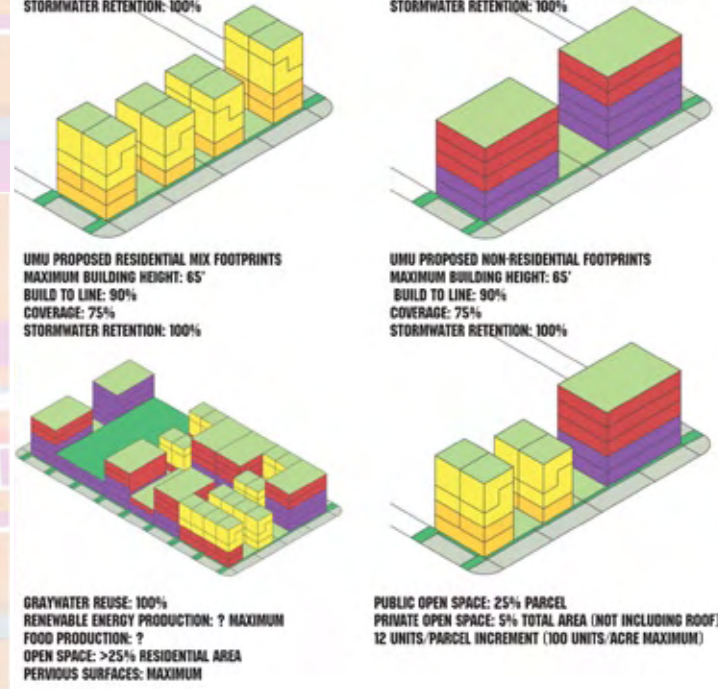 STORMWATER RETENTION: 100%
STORMWATER RETENTION: 100%
UMU PROPOSED RESIDENTIAL MIX FOOTPRINTS
MAXIMUM BUILDING HEIGHT: 65'
BUILD TO LINE: 90%
COVERAGE: 75%
STORMWATER RETENTION: 100%
UMU PROPOSED NON-RESIDENTIAL FOOTPRINTS
MAXIMUM BUILDING HEIGHT: 65'
BUILD TO LINE: 90%
COVERAGE: 75%
STORMWATER RETENTION: 100%
GRAYWATER REUSE: 100%
RENEWABLE ENERGY PRODUCTION: ? MAXIMUM
FOOD PRODUCTION: ?
OPEN SPACE: >25% RESIDENTIAL AREA
PERVIOUS SURFACES: MAXIMUM
PUBLIC OPEN SPACE: 25% PARCEL
PRIVATE OPEN SPACE: 5% TOTAL AREA (NOT INCLUDING ROOF)
12 UNITS/PARCEL INCREMENT (100 UNITS/ACRE MAXIMUM)